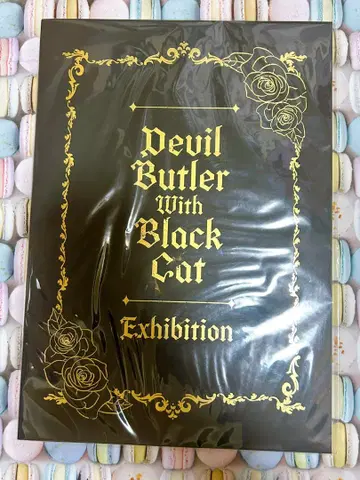 Devil
Butler
With
Black
Cat
Exhibition